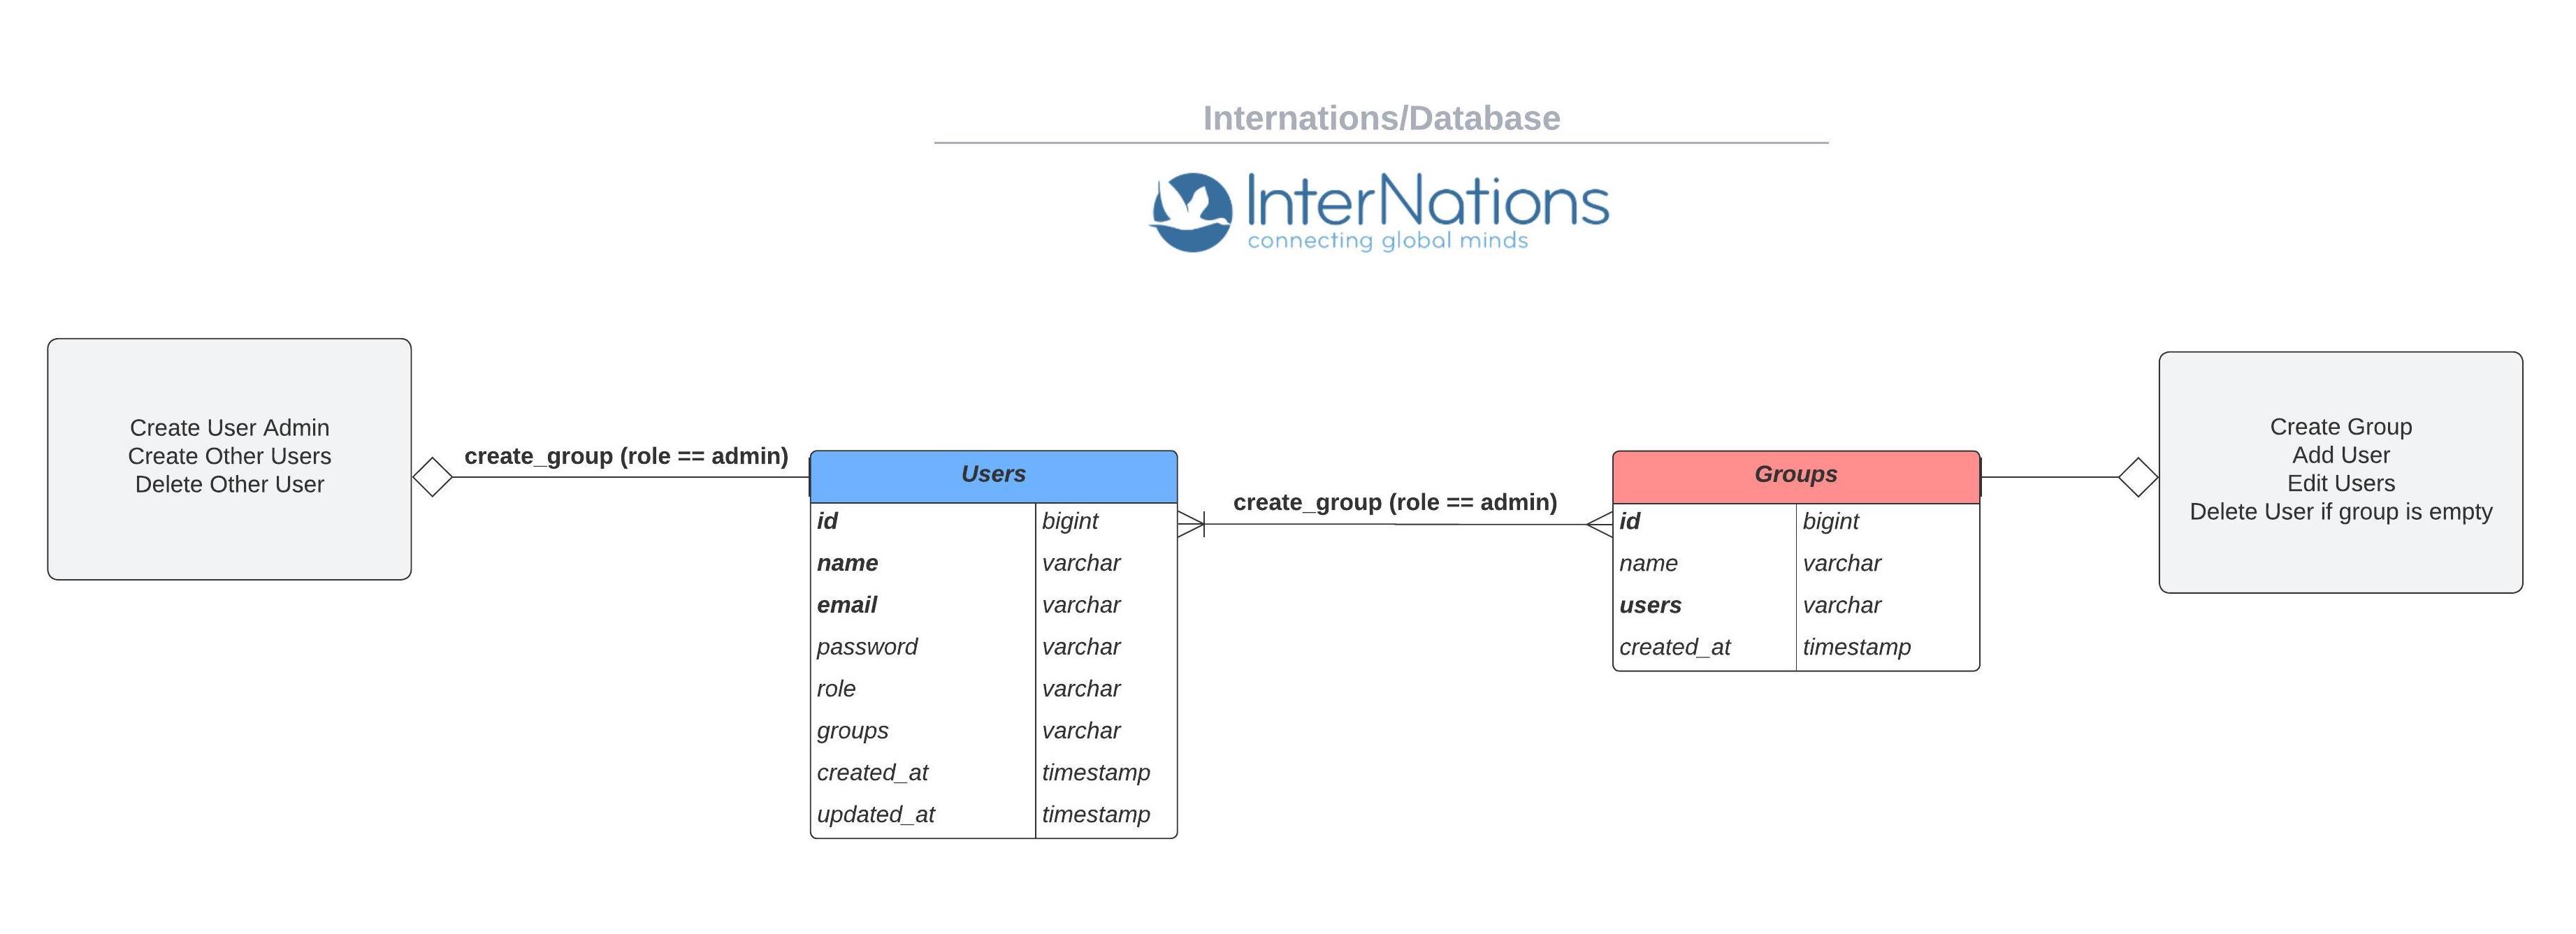 Internations/Database
InterNations
connecting global minds
Create User Admin
Create Other Users
Delete Other User
create_group (role == admin)
Users
id bigint
name varchar
email varchar
password varchar
role varchar
groups varchar
created_at timestamp
updated_at timestamp
create_group (role == admin)
Groups
id bigint
name varchar
users varchar
created_at timestamp
Create Group
Add User
Edit Users
Delete User if group is empty